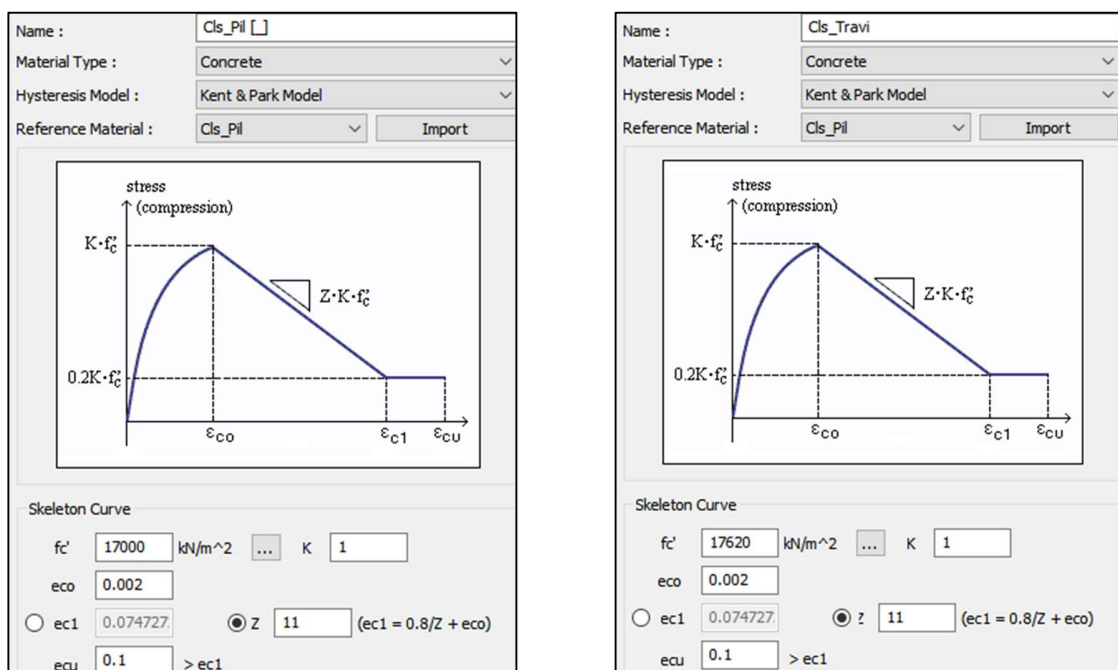 Name : Cls_Pil [_]
Material Type : Concrete
Hysteresis Model : Kent & Park Model
Reference Material : Cls_Pil Import
stress
(compression)
K·f'c
Z·K·f'c
0.2K·f'c
εco εc1 εcu
Skeleton Curve
fc' 17000 kN/m^2 ... K 1
eco 0.002
ec1 0.074727. Z 11 (ec1 = 0.8/Z + eco)
ecu 0.1 > ec1
Name : Cls_Travi
Material Type : Concrete
Hysteresis Model : Kent & Park Model
Reference Material : Cls_Pil Import
stress
(compression)
K·f'c
Z·K·f'c
0.2K·f'c
εco εc1 εcu
Skeleton Curve
fc' 17620 kN/m^2 ... K 1
eco 0.002
ec1 0.074727. Z 11 (ec1 = 0.8/Z + eco)
ecu 0.1 > ec1